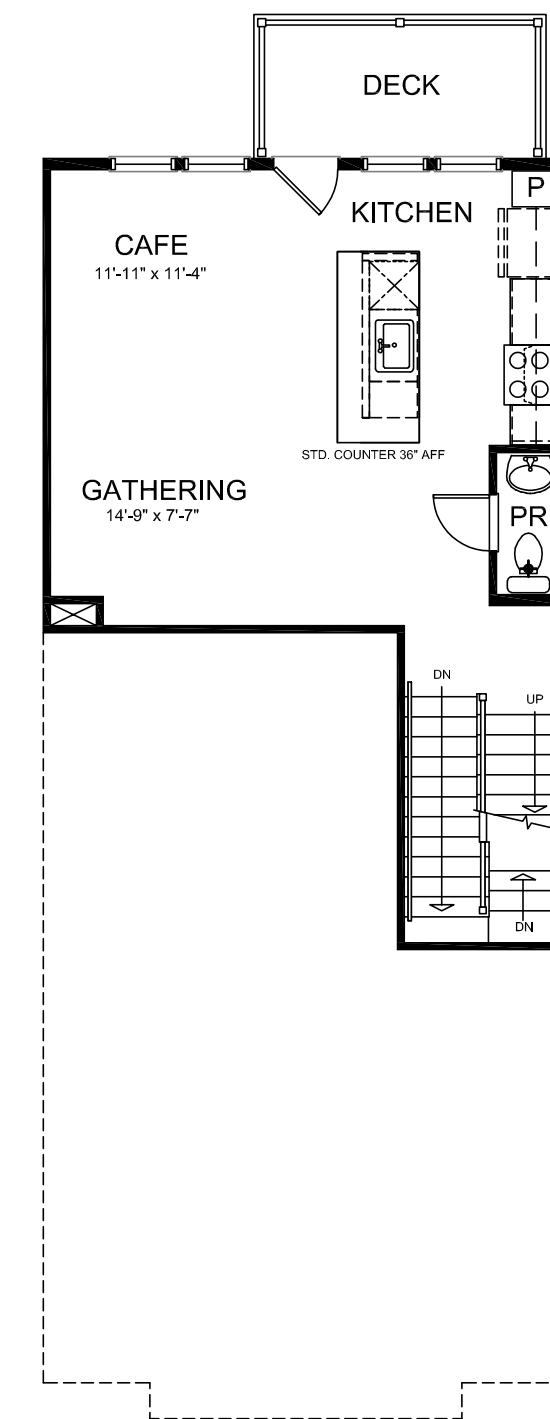 DECK
P
KITCHEN
CAFE
11'-11" x 11'-4"
STD. COUNTER 36" AFF
GATHERING
14'-9" x 7'-7"
PR
DN
UP
DN